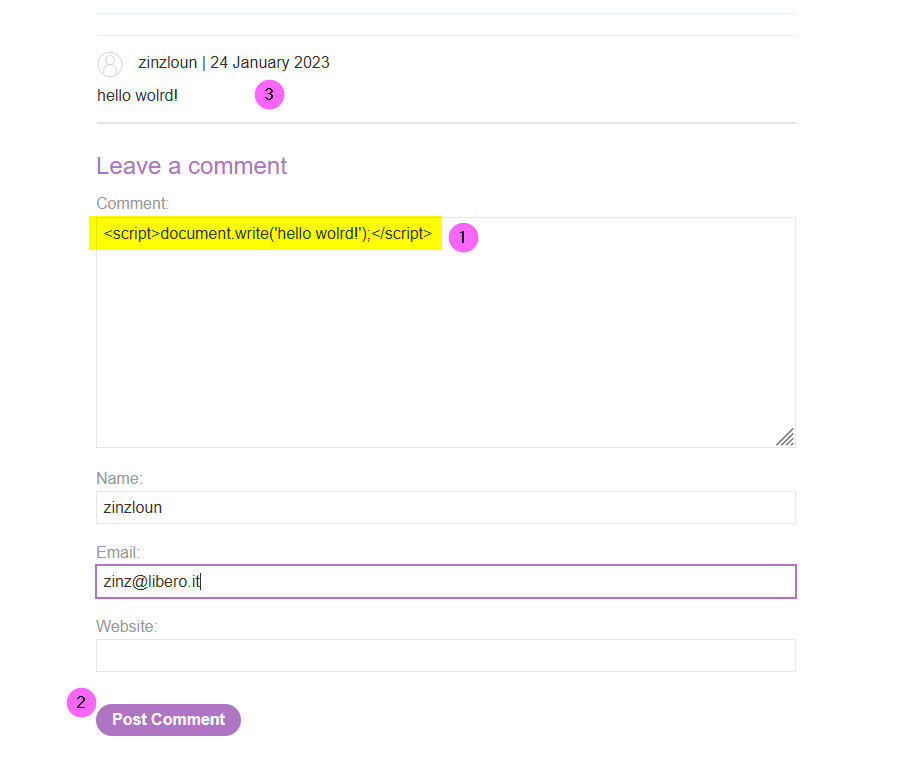 zinzloun | 24 January 2023
hello wolrd! 3
Leave a comment
Comment:
<script>document.write('hello wolrd!');</script> 1
Name:
zinzloun
Email:
zinz@libero.it
Website:
2
Post Comment